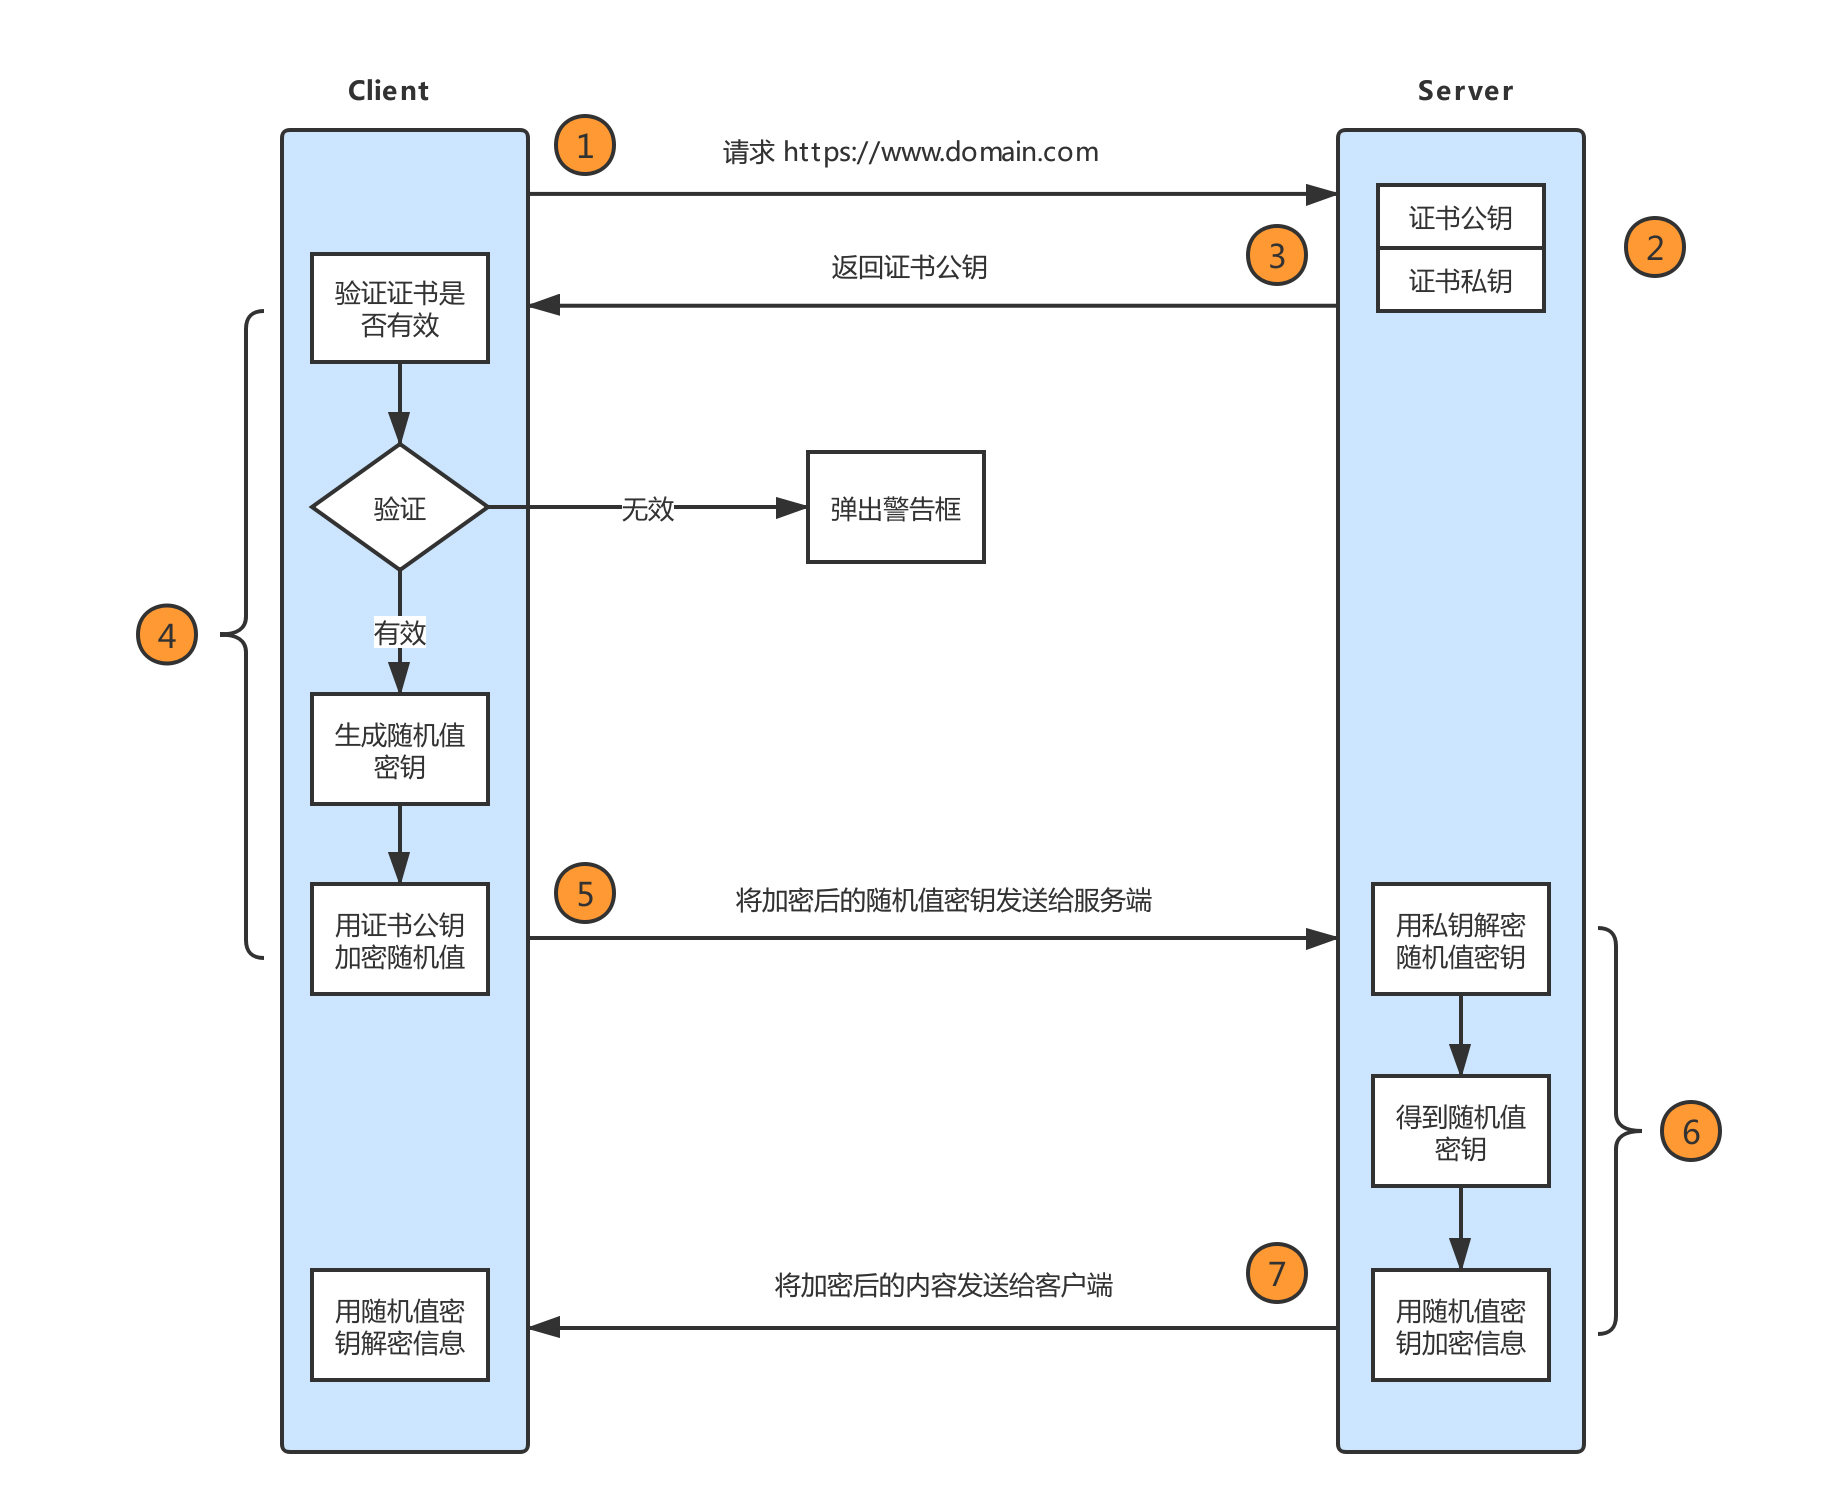 Client
Server
1
请求 https://www.domain.com
证书公钥
2
3
返回证书公钥
证书私钥
验证证书是
否有效
验证
无效
弹出警告框
4
有效
生成随机值
密钥
5
将加密后的随机值密钥发送给服务端
用证书公钥
加密随机值
用私钥解密
随机值密钥
得到随机值
密钥
6
7
将加密后的内容发送给客户端
用随机值密
钥解密信息
用随机值密
钥加密信息